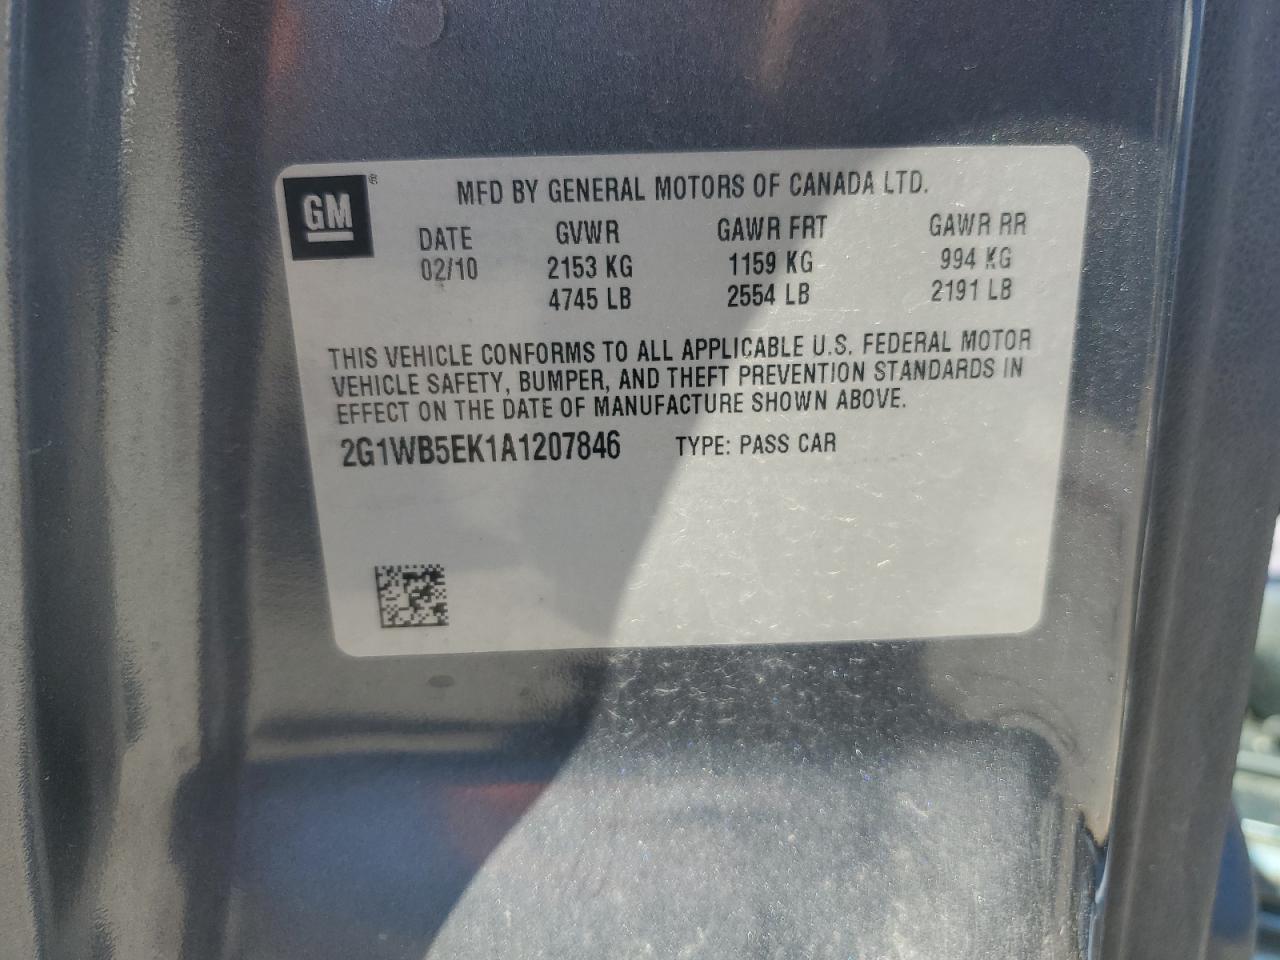 GM ®
MFD BY GENERAL MOTORS OF CANADA LTD.
DATE GVWR GAWR FRT GAWR RR
02/10 2153 KG 1159 KG 994 KG
4745 LB 2554 LB 2191 LB
THIS VEHICLE CONFORMS TO ALL APPLICABLE U.S. FEDERAL MOTOR
VEHICLE SAFETY, BUMPER, AND THEFT PREVENTION STANDARDS IN
EFFECT ON THE DATE OF MANUFACTURE SHOWN ABOVE.
2G1WB5EK1A1207846 TYPE: PASS CAR